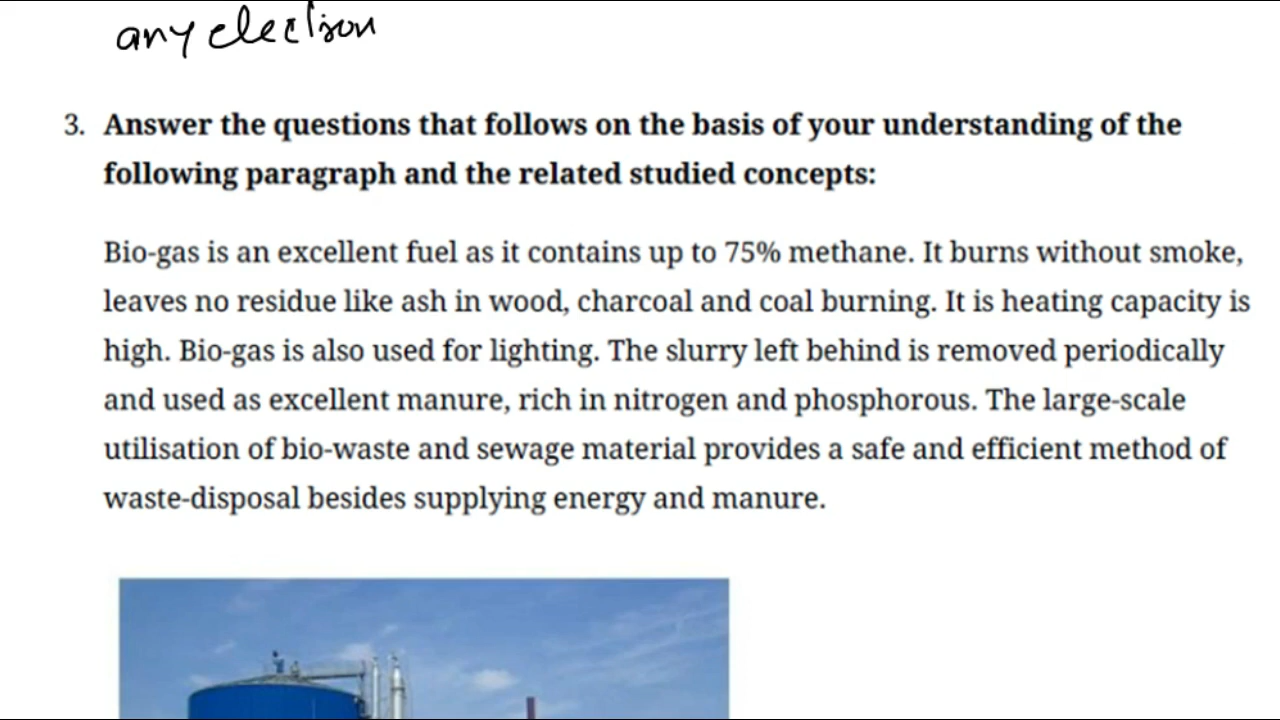 any electron
3. Answer the questions that follows on the basis of your understanding of the
following paragraph and the related studied concepts:
Bio-gas is an excellent fuel as it contains up to 75% methane. It burns without smoke,
leaves no residue like ash in wood, charcoal and coal burning. It is heating capacity is
high. Bio-gas is also used for lighting. The slurry left behind is removed periodically
and used as excellent manure, rich in nitrogen and phosphorous. The large-scale
utilisation of bio-waste and sewage material provides a safe and efficient method of
waste-disposal besides supplying energy and manure.